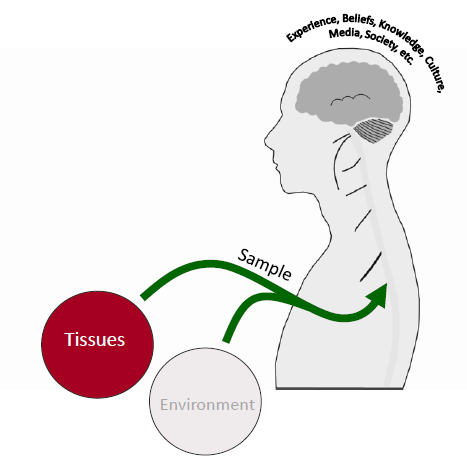 Experience, Beliefs, Knowledge, Culture,
Media, Society, etc.
Sample
Tissues
Environment